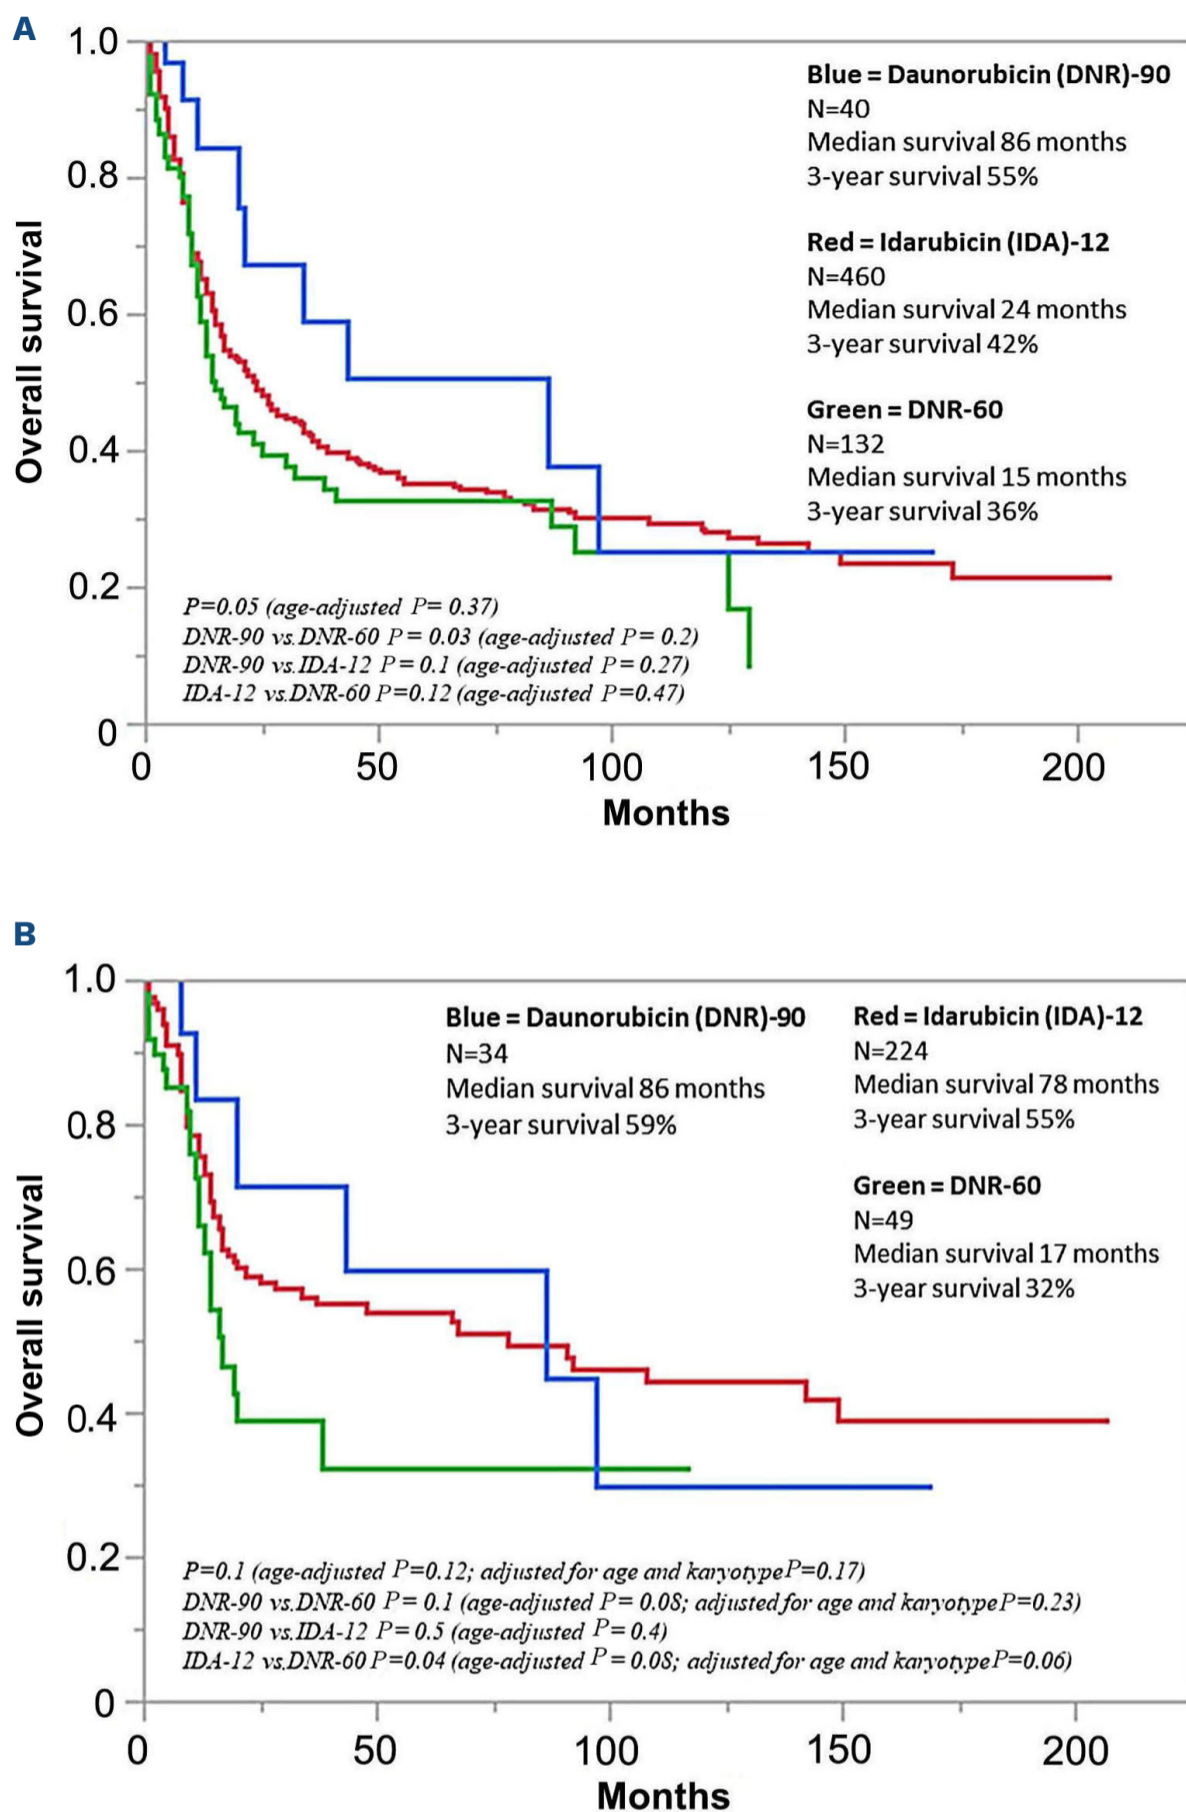 A
1.0
0.8
0.6
0.4
0.2
0
Overall survival
Blue = Daunorubicin (DNR)-90
N=40
Median survival 86 months
3-year survival 55%
Red = Idarubicin (IDA)-12
N=460
Median survival 24 months
3-year survival 42%
Green = DNR-60
N=132
Median survival 15 months
3-year survival 36%
P=0.05 (age-adjusted P= 0.37)
DNR-90 vs.DNR-60 P = 0.03 (age-adjusted P = 0.2)
DNR-90 vs.IDA-12 P = 0.1 (age-adjusted P = 0.27)
IDA-12 vs.DNR-60 P=0.12 (age-adjusted P=0.47)
0 50 100 150 200
Months
B
1.0
0.8
0.6
0.4
0.2
0
Overall survival
Blue = Daunorubicin (DNR)-90
N=34
Median survival 86 months
3-year survival 59%
Red = Idarubicin (IDA)-12
N=224
Median survival 78 months
3-year survival 55%
Green = DNR-60
N=49
Median survival 17 months
3-year survival 32%
P=0.1 (age-adjusted P=0.12; adjusted for age and karyotype P=0.17)
DNR-90 vs.DNR-60 P = 0.1 (age-adjusted P = 0.08; adjusted for age and karyotype P=0.23)
DNR-90 vs.IDA-12 P = 0.5 (age-adjusted P = 0.4)
IDA-12 vs.DNR-60 P=0.04 (age-adjusted P = 0.08; adjusted for age and karyotype P=0.06)
0 50 100 150 200
Months